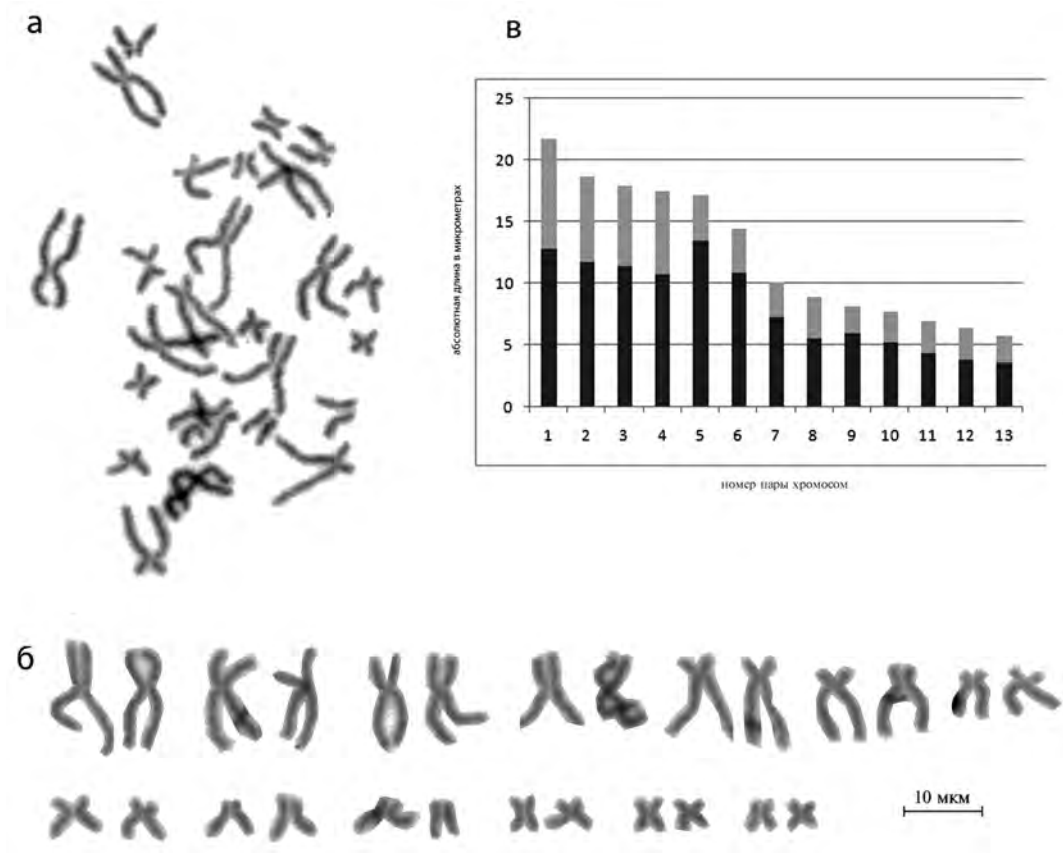 а
в
абсолютная длина в микрометрах
25
20
15
10
5
0
1 2 3 4 5 6 7 8 9 10 11 12 13
номер пары хромосом
б
10 мкм